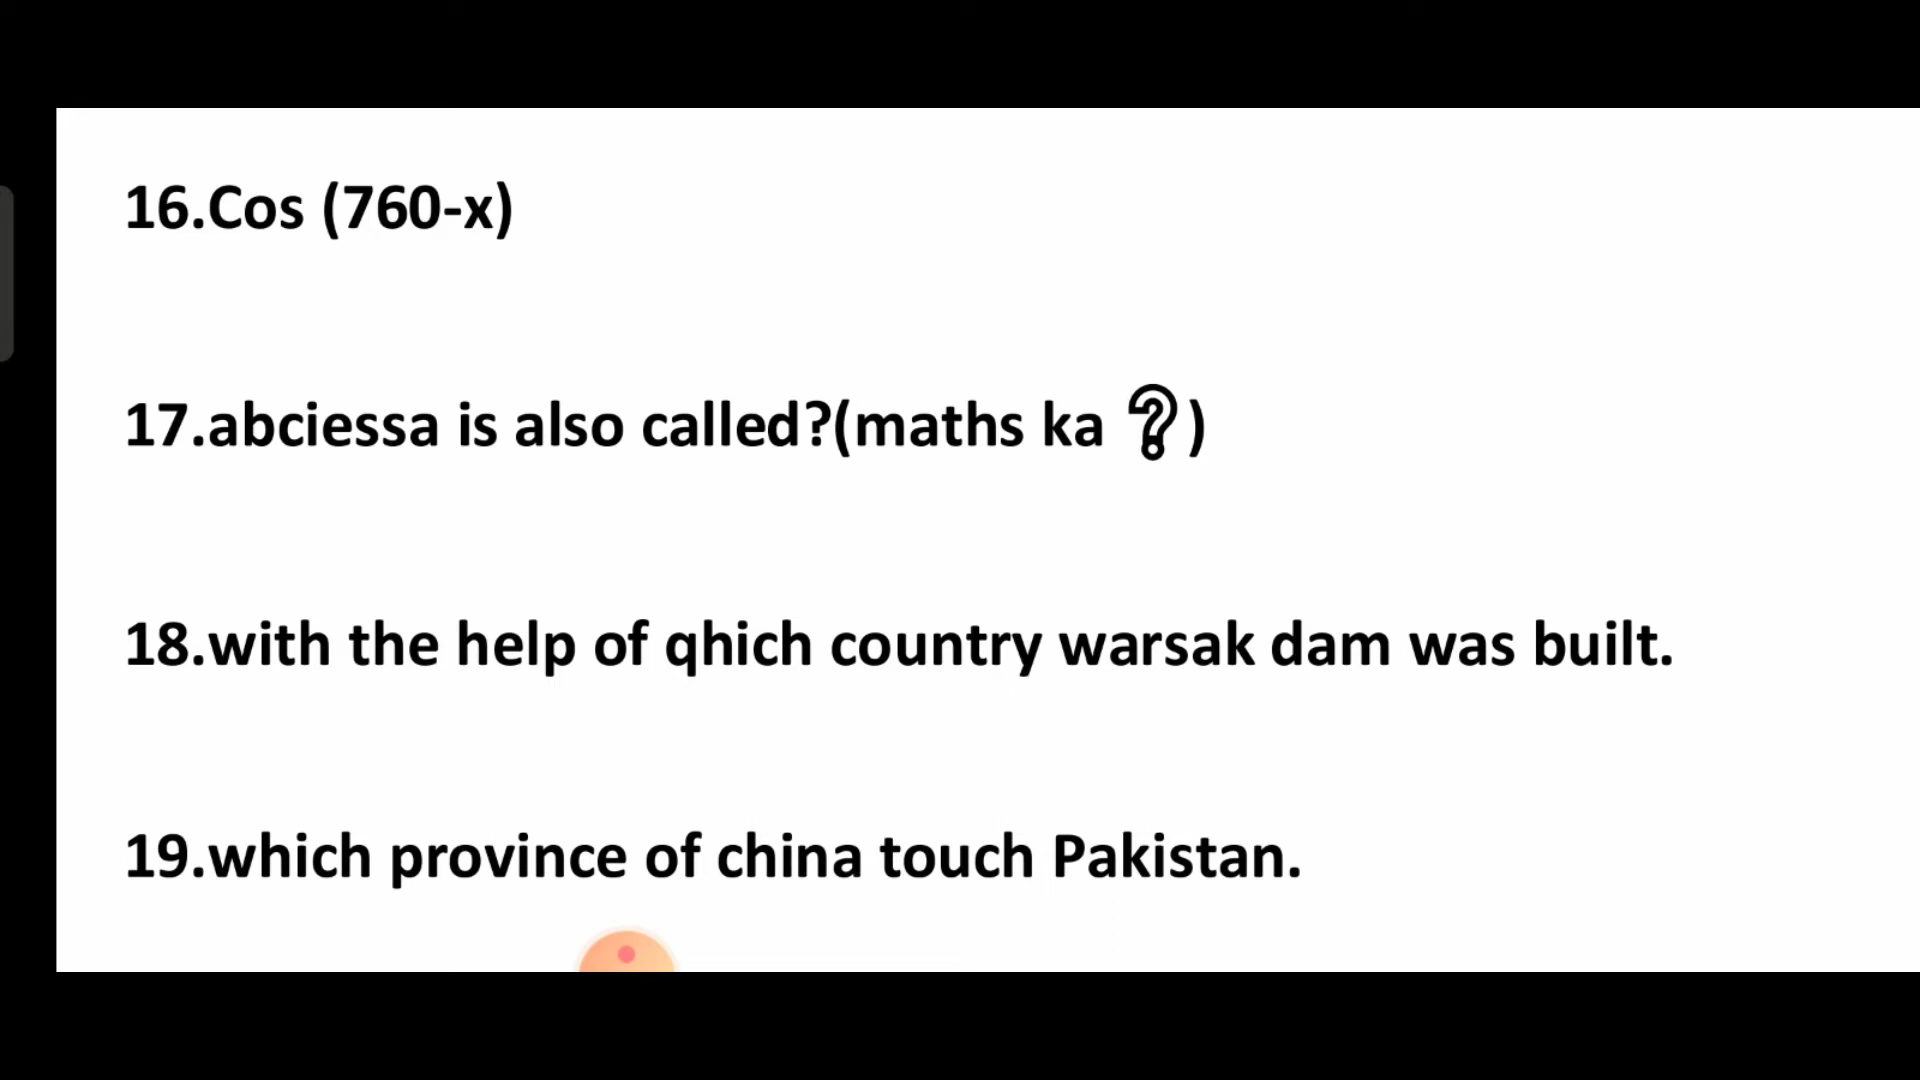 16.Cos (760-x)
17.abciessa is also called?(maths ka ?)
18.with the help of qhich country warsak dam was built.
19.which province of china touch Pakistan.